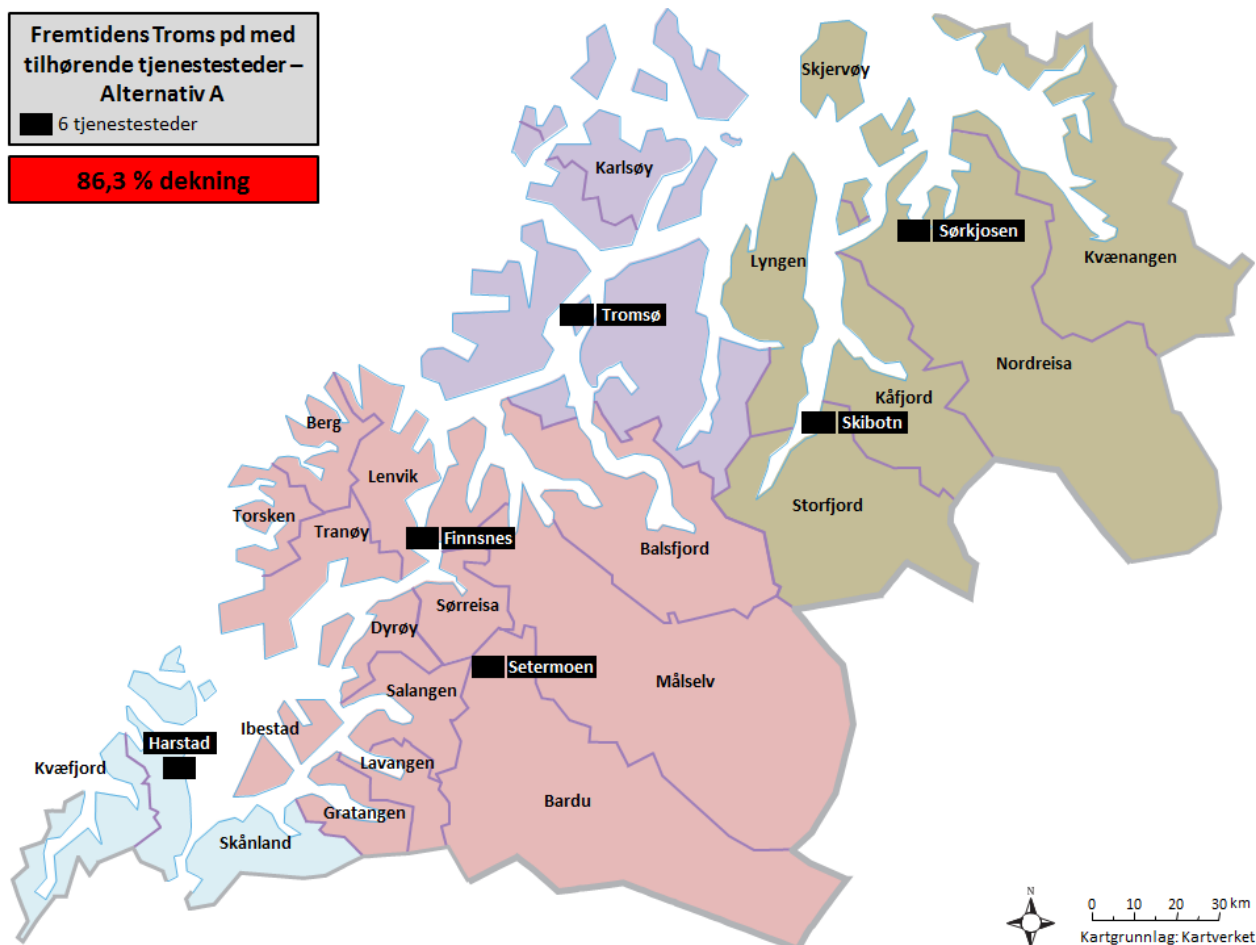 Fremtidens Troms pd med
tilhørende tjenestesteder –
Alternativ A
6 tjenestesteder
86,3 % dekning
Skjervøy
Karlsøy
Sørkjosen
Lyngen
Kvænangen
Tromsø
Nordreisa
Kåfjord
Skibotn
Berg
Lenvik
Storfjord
Torsken
Tranøy
Finnsnes
Balsfjord
Sørreisa
Dyrøy
Setermoen
Målselv
Salangen
Ibestad
Harstad
Kvæfjord
Lavangen
Bardu
Gratangen
Skånland
N
0 10 20 30 km
Kartgrunnlag: Kartverket